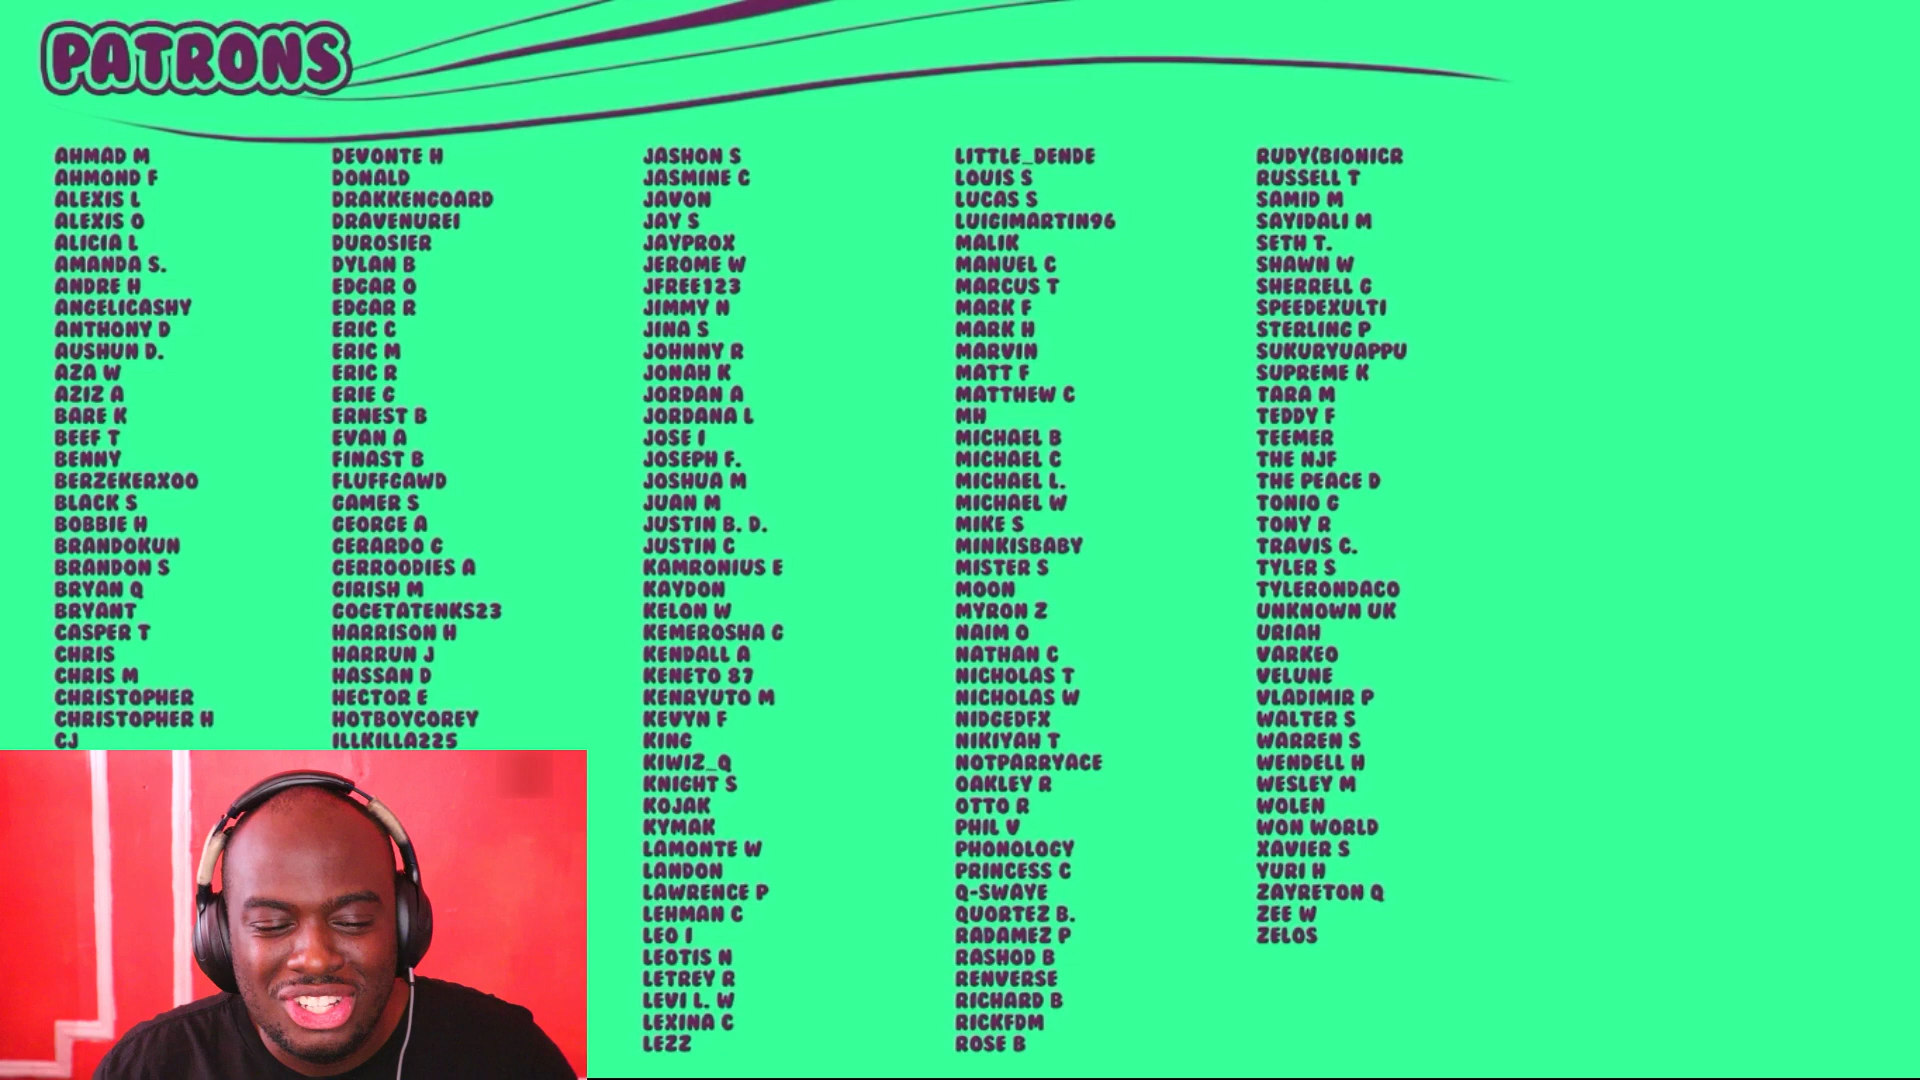 PATRONS
AHMAD M
AHMOND F
ALEXIS L
ALEXIS O
ALICIA L
AMANDA S.
ANDRE H
ANGELICASHY
ANTHONY D
AUSHUN D.
AZA W
AZIZ A
BARE K
BEEF T
BENNY
BERZEKERXOO
BLACK S
BOBBIE H
BRANDOKUN
BRANDON S
BRYAN Q
BRYANT
CASPER T
CHRIS
CHRIS M
CHRISTOPHER
CHRISTOPHER H
CJ
DEVONTE H
DONALD
DRAKKENGOARD
DRAVENUREI
DUROSIER
DYLAN B
EDGAR O
EDGAR R
ERIC C
ERIC M
ERIC R
ERIE G
ERNEST B
EVAN A
FINAST B
FLUFFGAWD
GAMER S
GEORGE A
GERARDO G
GERROODIES A
GIRISH M
GOGETATENKS23
HARRISON H
HARRUN J
HASSAN D
HECTOR E
HOTBOYCOREY
ILLKILLA225
JASHON S
JASMINE C
JAVON
JAY S
JAYPROX
JEROME W
JFREE123
JIMMY N
JINA S
JOHNNY R
JONAH K
JORDAN A
JORDANA L
JOSE I
JOSEPH F.
JOSHUA M
JUAN M
JUSTIN B. D.
JUSTIN C
KAMRONIUS E
KAYDON
KELON W
KEMEROSHA G
KENDALL A
KENETO 87
KENRYUTO M
KEVYN F
KING
KIWIZ_Q
KNIGHT S
KOJAK
KYMAK
LAMONTE W
LANDON
LAWRENCE P
LEHMAN C
LEO I
LEOTIS N
LETREY R
LEVI L. W
LEXINA C
LEZZ
LITTLE_DENDE
LOUIS S
LUCAS S
LUIGIMARTIN96
MALIK
MANUEL C
MARCUS T
MARK F
MARK H
MARVIN
MATT F
MATTHEW C
MH
MICHAEL B
MICHAEL C
MICHAEL L.
MICHAEL W
MIKE S
MINKISBABY
MISTER S
MOON
MYRON Z
NAIM O
NATHAN C
NICHOLAS T
NICHOLAS W
NIDGEDFX
NIKIYAH T
NOTPARRYACE
OAKLEY R
OTTO R
PHIL V
PHONOLOGY
PRINCESS C
Q-SWAYE
QUORTEZ B.
RADAMEZ P
RASHOD B
RENVERSE
RICHARD B
RICKFDM
ROSE B
RUDY(BIONICR
RUSSELL T
SAMID M
SAYIDALI M
SETH T.
SHAWN W
SHERRELL G
SPEEDEXULTI
STERLING P
SUKURYUAPPU
SUPREME K
TARA M
TEDDY F
TEEMER
THE NJF
THE PEACE D
TONIO G
TONY R
TRAVIS C.
TYLER S
TYLERONDACO
UNKNOWN UK
URIAH
VARKEO
VELUNE
VLADIMIR P
WALTER S
WARREN S
WENDELL H
WESLEY M
WOLEN
WON WORLD
XAVIER S
YURI H
ZAYRETON Q
ZEE W
ZELOS